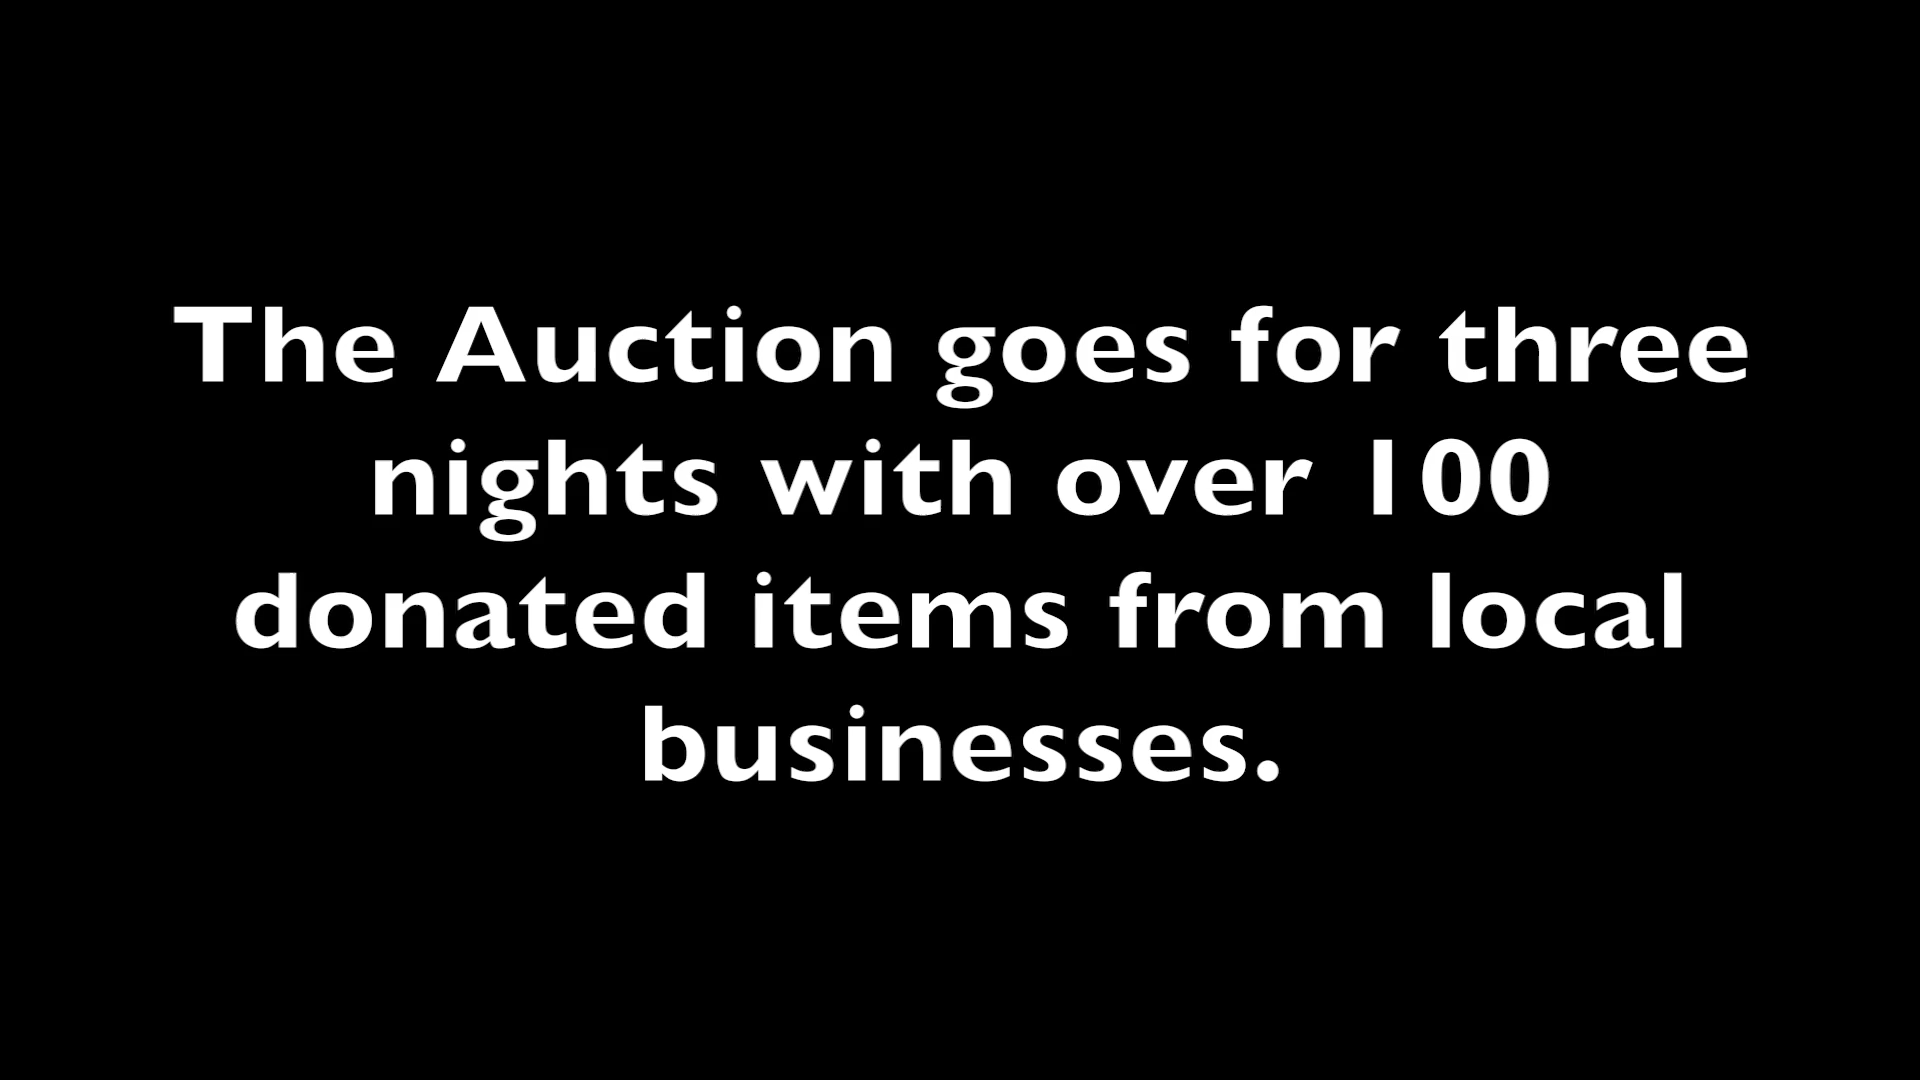 The Auction goes for three
nights with over 100
donated items from local
businesses.